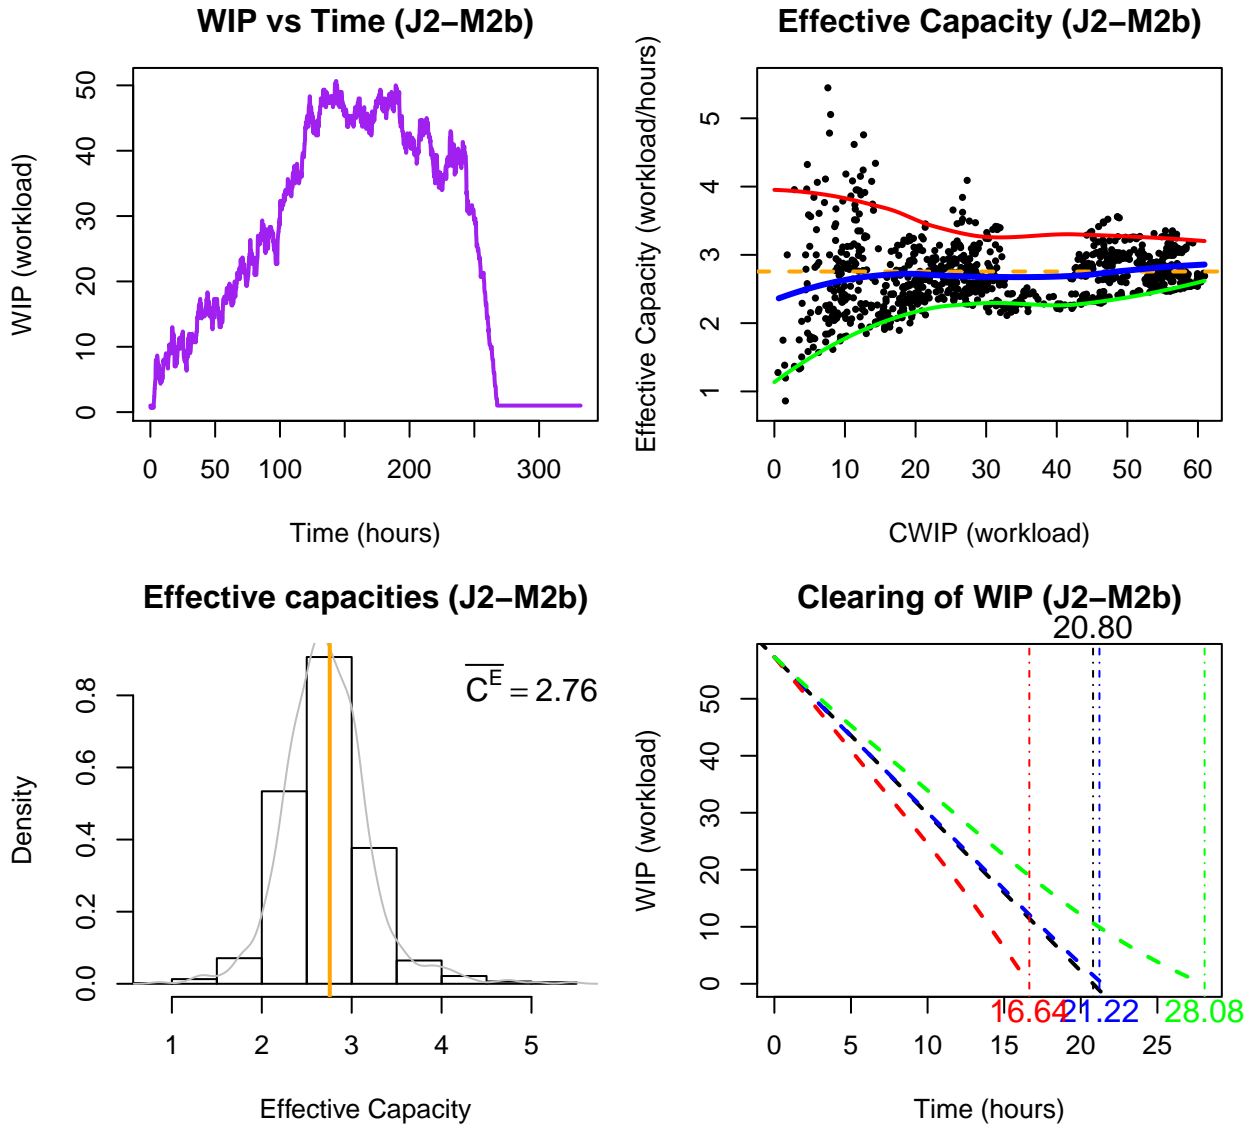 WIP vs Time (J2−M2b)
WIP (workload)
50
40
30
20
10
0
0 50 100 200 300
Time (hours)
Effective Capacity (J2−M2b)
Effective Capacity (workload/hours)
5
4
3
2
1
0 10 20 30 40 50 60
CWIP (workload)
Effective capacities (J2−M2b)
C^E = 2.76
Density
0.8
0.6
0.4
0.2
0.0
1 2 3 4 5
Effective Capacity
Clearing of WIP (J2−M2b)
20.80
WIP (workload)
50
40
30
20
10
0
16.64 21.22 28.08
0 5 10 15 20 25
Time (hours)